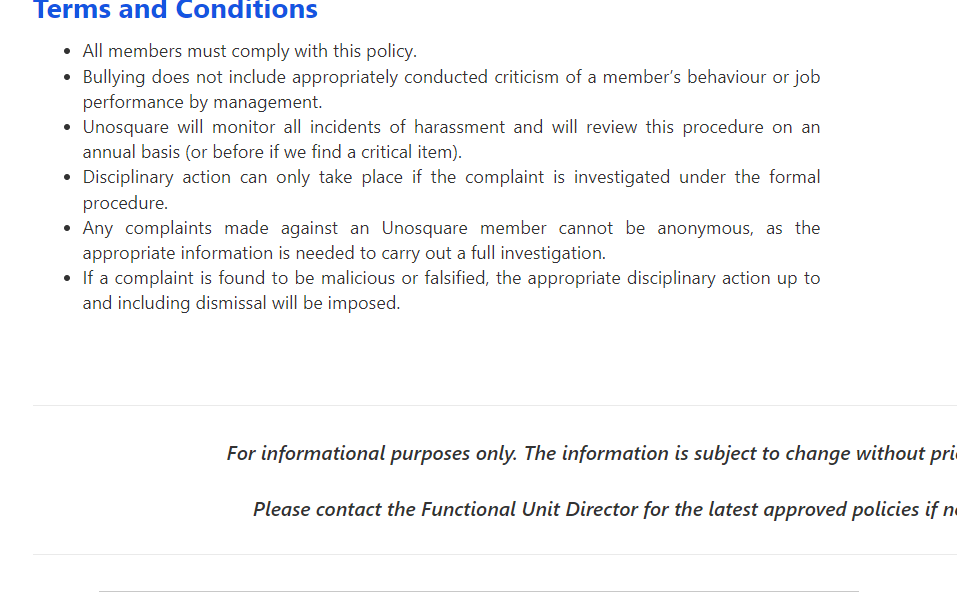 Terms and Conditions
All members must comply with this policy.
Bullying does not include appropriately conducted criticism of a member’s behaviour or job
performance by management.
Unosquare will monitor all incidents of harassment and will review this procedure on an
annual basis (or before if we find a critical item).
Disciplinary action can only take place if the complaint is investigated under the formal
procedure.
Any complaints made against an Unosquare member cannot be anonymous, as the
appropriate information is needed to carry out a full investigation.
If a complaint is found to be malicious or falsified, the appropriate disciplinary action up to
and including dismissal will be imposed.
For informational purposes only. The information is subject to change without
Please contact the Functional Unit Director for the latest approved policies if